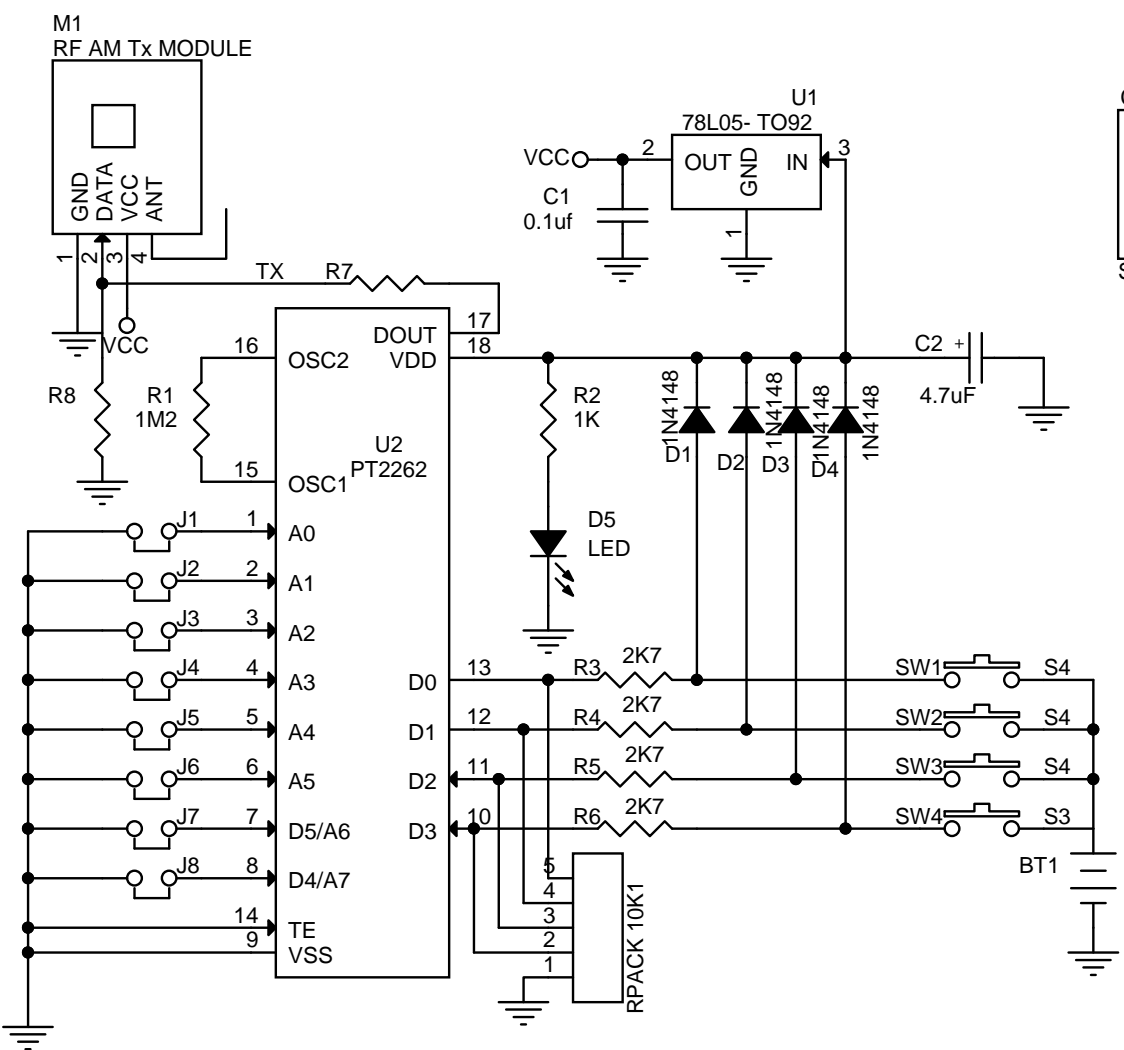 M1
RF AM Tx MODULE
GND
DATA
VCC
ANT
1
2
3
4
VCC
TX
R7
R8
R1
1M2
16
OSC2
15
OSC1
DOUT
17
VDD
18
U2
PT2262
U1
78L05- TO92
VCC
2
OUT
GND
IN
3
1
C1
0.1uf
C2
+
4.7uF
R2
1K
D5
LED
1N4148
D1
1N4148
D2
1N4148
D3
1N4148
D4
J1
1
A0
J2
2
A1
J3
3
A2
J4
4
A3
J5
5
A4
J6
6
A5
J7
7
D5/A6
J8
8
D4/A7
14
TE
9
VSS
D0
13
R3
2K7
SW1
S4
D1
12
R4
2K7
SW2
S4
D2
11
R5
2K7
SW3
S4
D3
10
R6
2K7
SW4
S3
BT1
5
4
3
2
1
RPACK 10K1